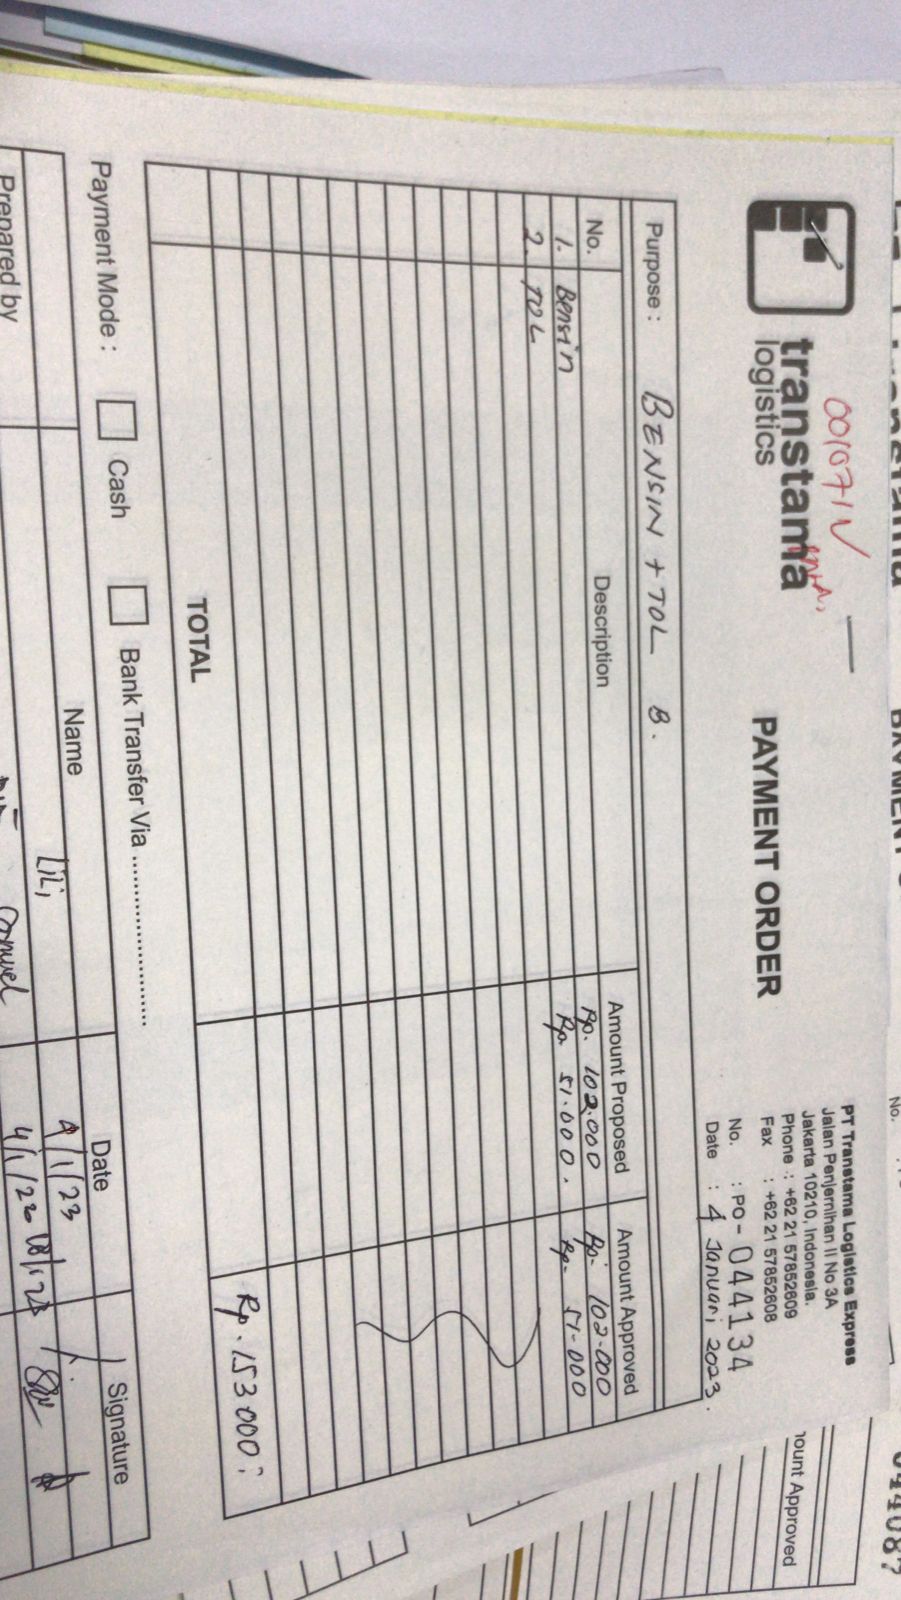 001071V
transtama
logistics
PAYMENT ORDER
PT Transtama Logistics Express
Jalan Penjernihan II No 3A
Jakarta 10210, Indonesia.
Phone : +62 21 57852609
Fax : +62 21 57852608
No. : PO - 044134
Date : 4 Januari 2023.
Purpose : BENSIN + TOL B.
No. Description Amount Proposed Amount Approved
1. Bensin Rp. 102.000 Rp. 102.000
2. TOL Rp. 51.000, Rp. 51.000
TOTAL Rp. 153 000,
Payment Mode : Cash Bank Transfer Via ......................
Name Date Signature
Prepared by Lili 4/1/23
4/1/23
No.
044087
ount Approved